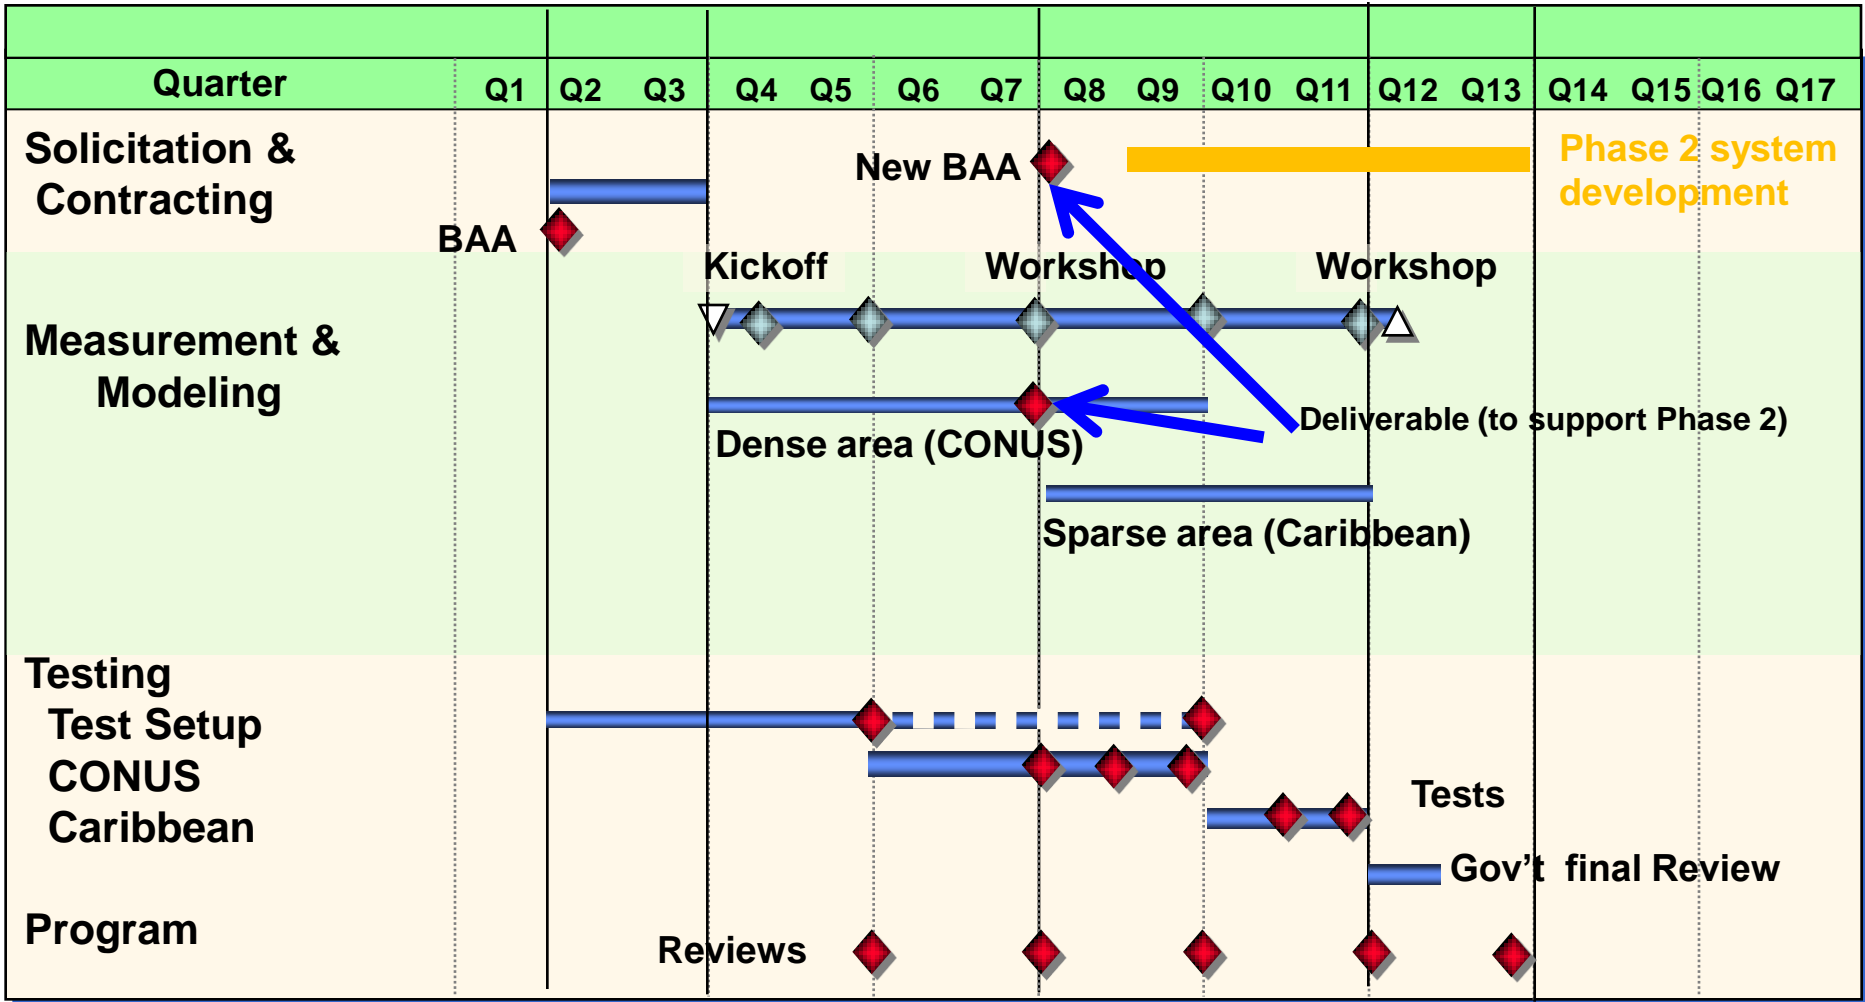 Quarter Q1 Q2 Q3 Q4 Q5 Q6 Q7 Q8 Q9 Q10 Q11 Q12 Q13 Q14 Q15 Q16 Q17
Solicitation &
Contracting
New BAA
Phase 2 system
development
BAA
Kickoff Workshop Workshop
Measurement &
Modeling
Deliverable (to support Phase 2)
Dense area (CONUS)
Sparse area (Caribbean)
Testing
Test Setup
CONUS
Caribbean
Tests
Gov't final Review
Program
Reviews